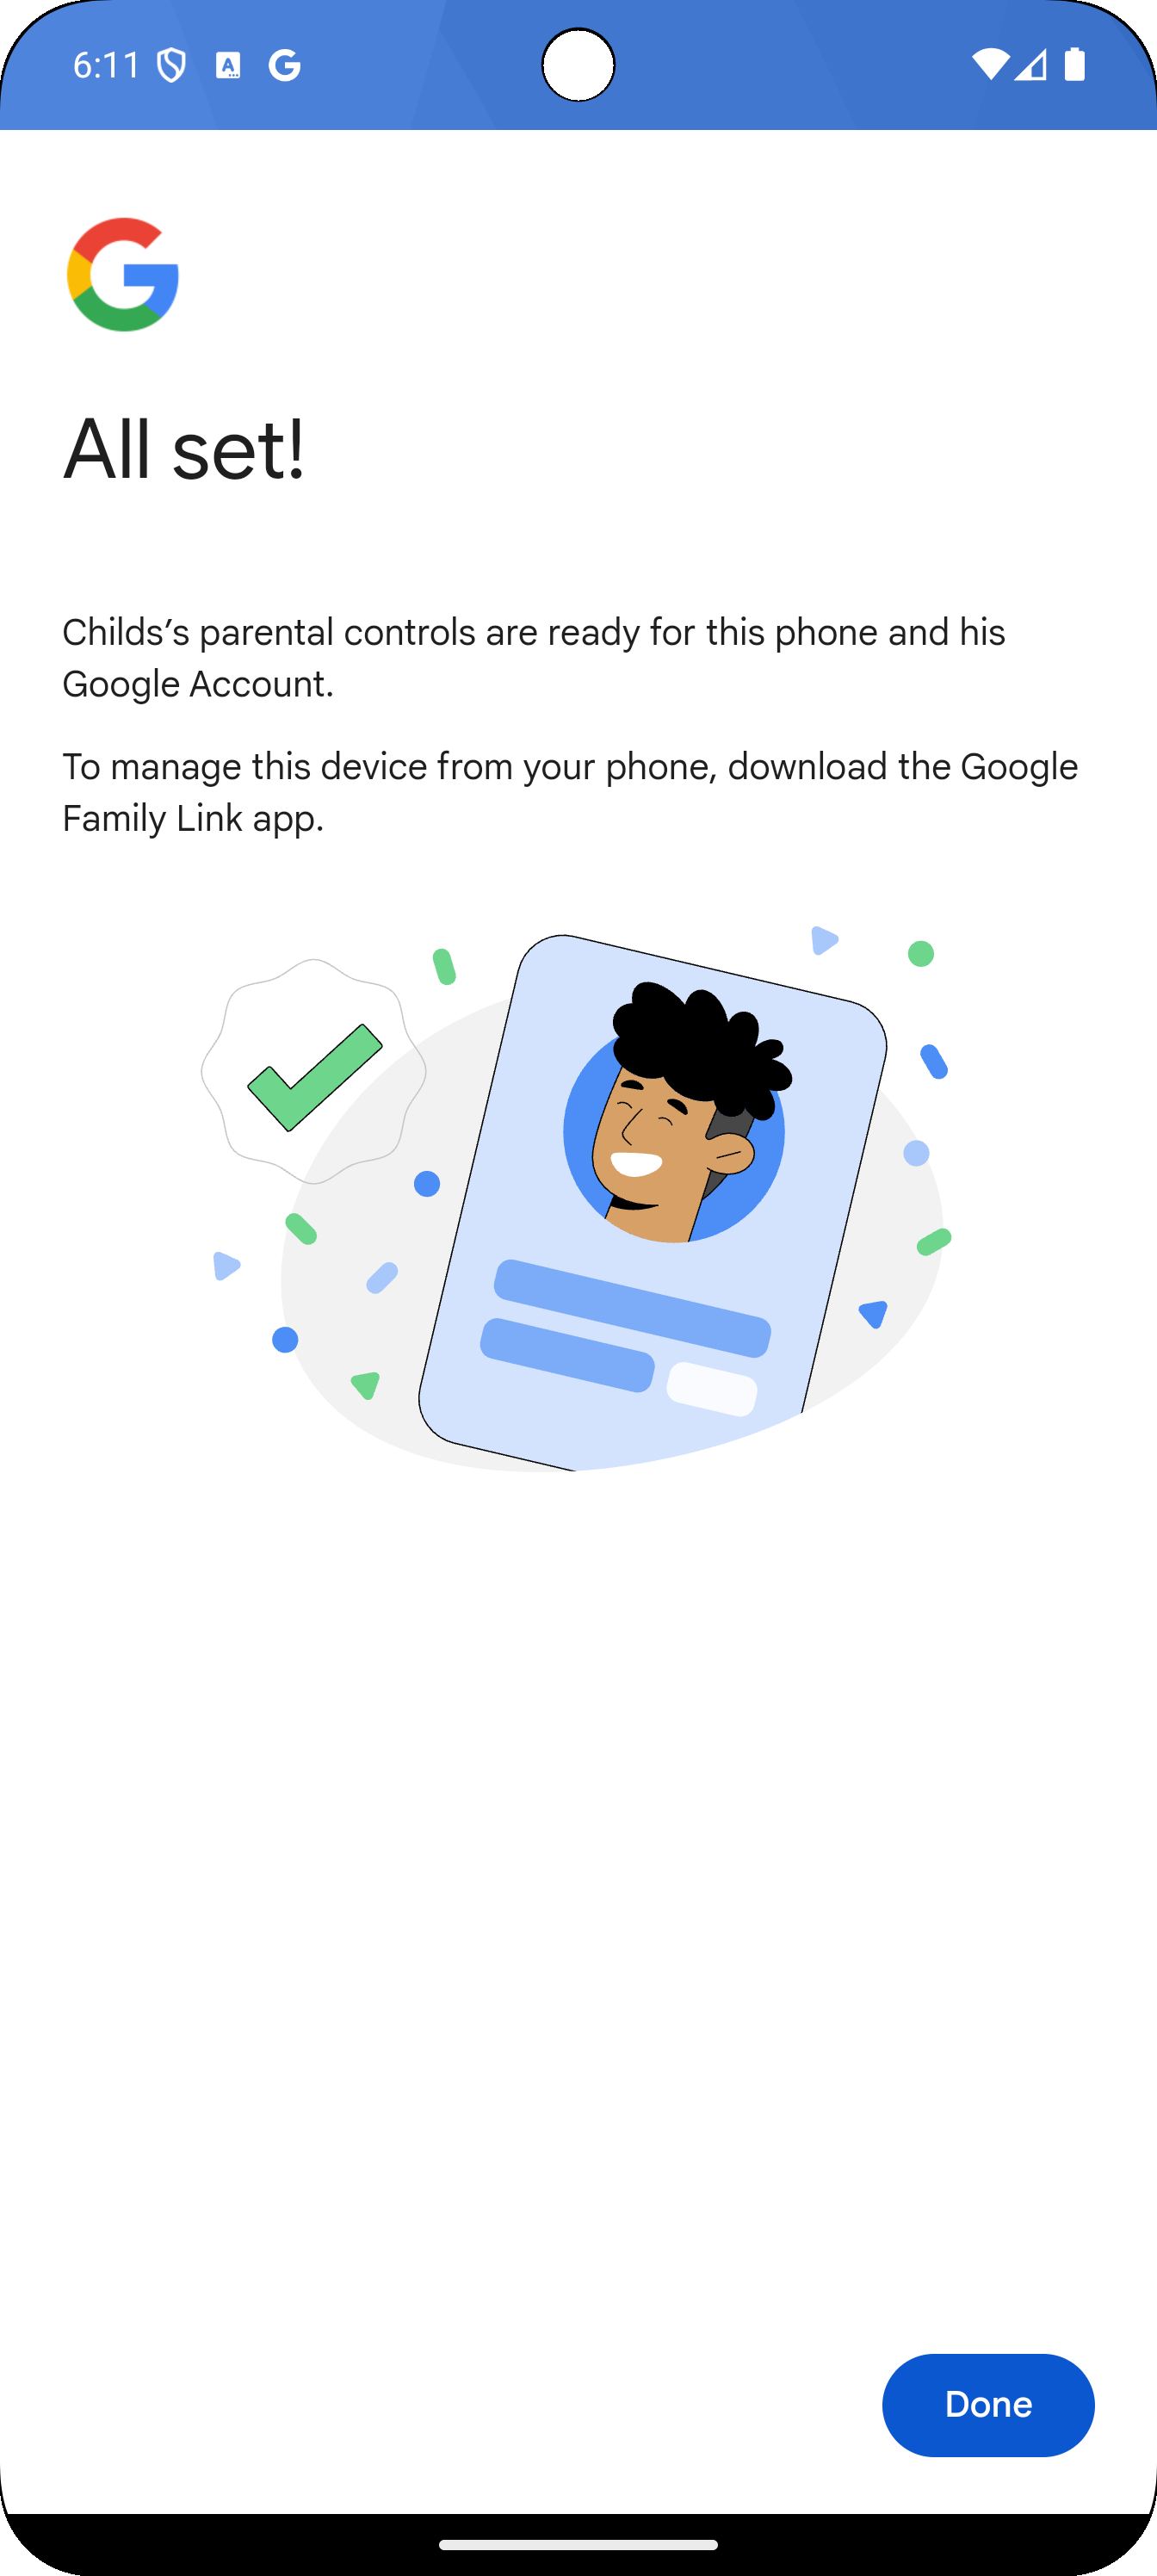 6:11
All set!
Childs’s parental controls are ready for this phone and his
Google Account.
To manage this device from your phone, download the Google
Family Link app.
Done